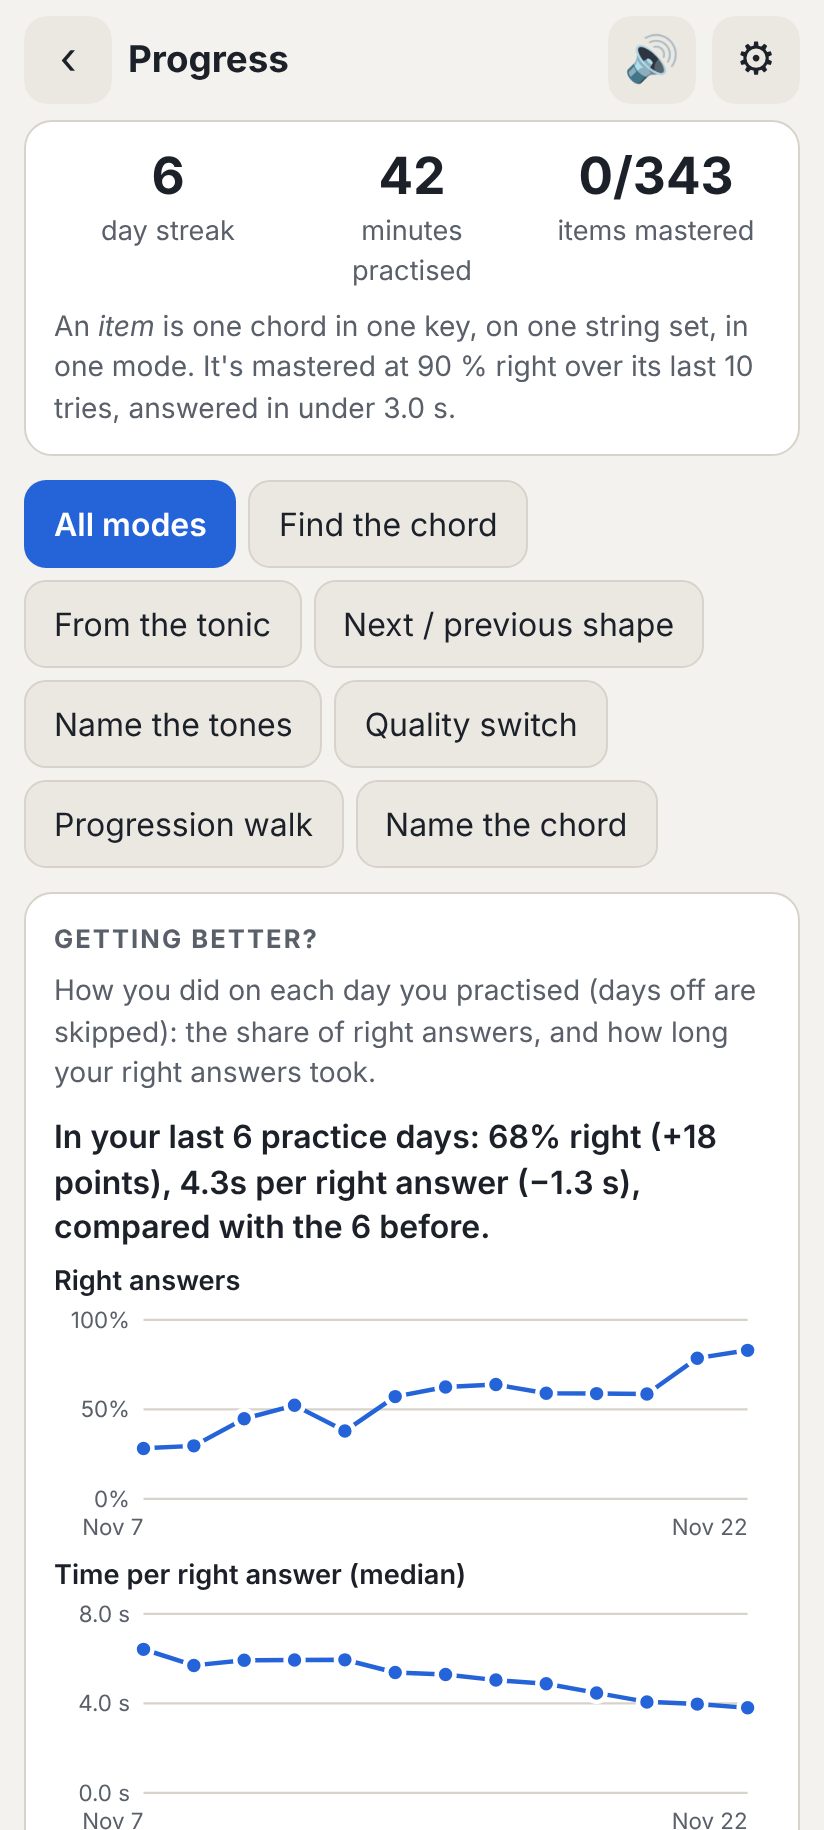 ‹ Progress
6
day streak
42
minutes
practised
0/343
items mastered
An item is one chord in one key, on one string set, in
one mode. It's mastered at 90 % right over its last 10
tries, answered in under 3.0 s.
All modes
Find the chord
From the tonic
Next / previous shape
Name the tones
Quality switch
Progression walk
Name the chord
GETTING BETTER?
How you did on each day you practised (days off are
skipped): the share of right answers, and how long
your right answers took.
In your last 6 practice days: 68% right (+18
points), 4.3s per right answer (−1.3 s),
compared with the 6 before.
Right answers
100%
50%
0%
Nov 7
Nov 22
Time per right answer (median)
8.0 s
4.0 s
0.0 s
Nov 7
Nov 22